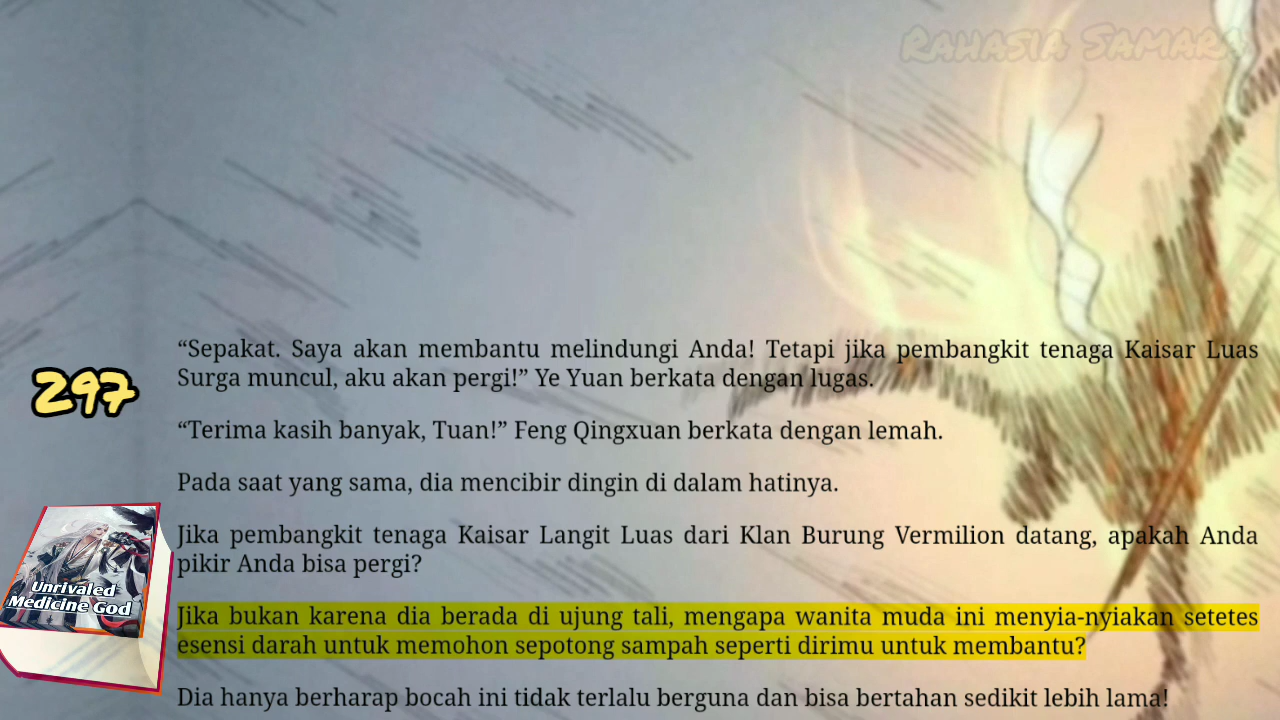 Rahasia Samara
“Sepakat. Saya akan membantu melindungi Anda! Tetapi jika pembangkit tenaga Kaisar Luas
Surga muncul, aku akan pergi!” Ye Yuan berkata dengan lugas.
“Terima kasih banyak, Tuan!” Feng Qingxuan berkata dengan lemah.
Pada saat yang sama, dia mencibir dingin di dalam hatinya.
Jika pembangkit tenaga Kaisar Langit Luas dari Klan Burung Vermilion datang, apakah Anda
pikir Anda bisa pergi?
Jika bukan karena dia berada di ujung tali, mengapa wanita muda ini menyia-nyiakan setetes
esensi darah untuk memohon sepotong sampah seperti dirimu untuk membantu?
Dia hanya berharap bocah ini tidak terlalu berguna dan bisa bertahan sedikit lebih lama!
297
Unrivaled
Medicine God